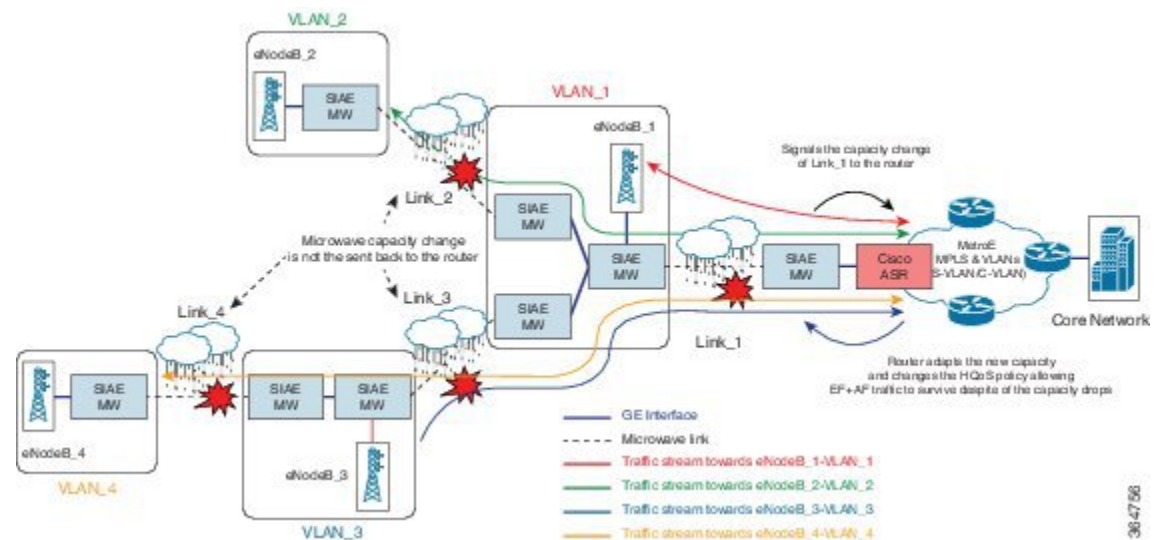 VLAN_2
eNodeB_2
SIAE
MW
VLAN_1
eNodeB_1
Signals the capacity change
of Link_1 to the router
Link_2
SIAE
MW
Microwave capacity change
is not the sent back to the router
SIAE
MW
SIAE
MW
Cisco
ASR
MetroE
MPLS & VLANs
S-VLAN/C-VLAN)
Core Network
Link_3
Link_4
SIAE
MW
Link_1
Router adapts the new capacity
and changes the HQoS policy allowing
EF+AF traffic to survive despite of the capacity drops
SIAE
MW
SIAE
MW
SIAE
MW
eNodeB_4
eNodeB_3
VLAN_4
VLAN_3
GE Interface
Microwave link
Traffic stream towards eNodeB_1-VLAN_1
Traffic stream towards eNodeB_2-VLAN_2
Traffic stream towards eNodeB_3-VLAN_3
Traffic stream towards eNodeB_4-VLAN_4
364756